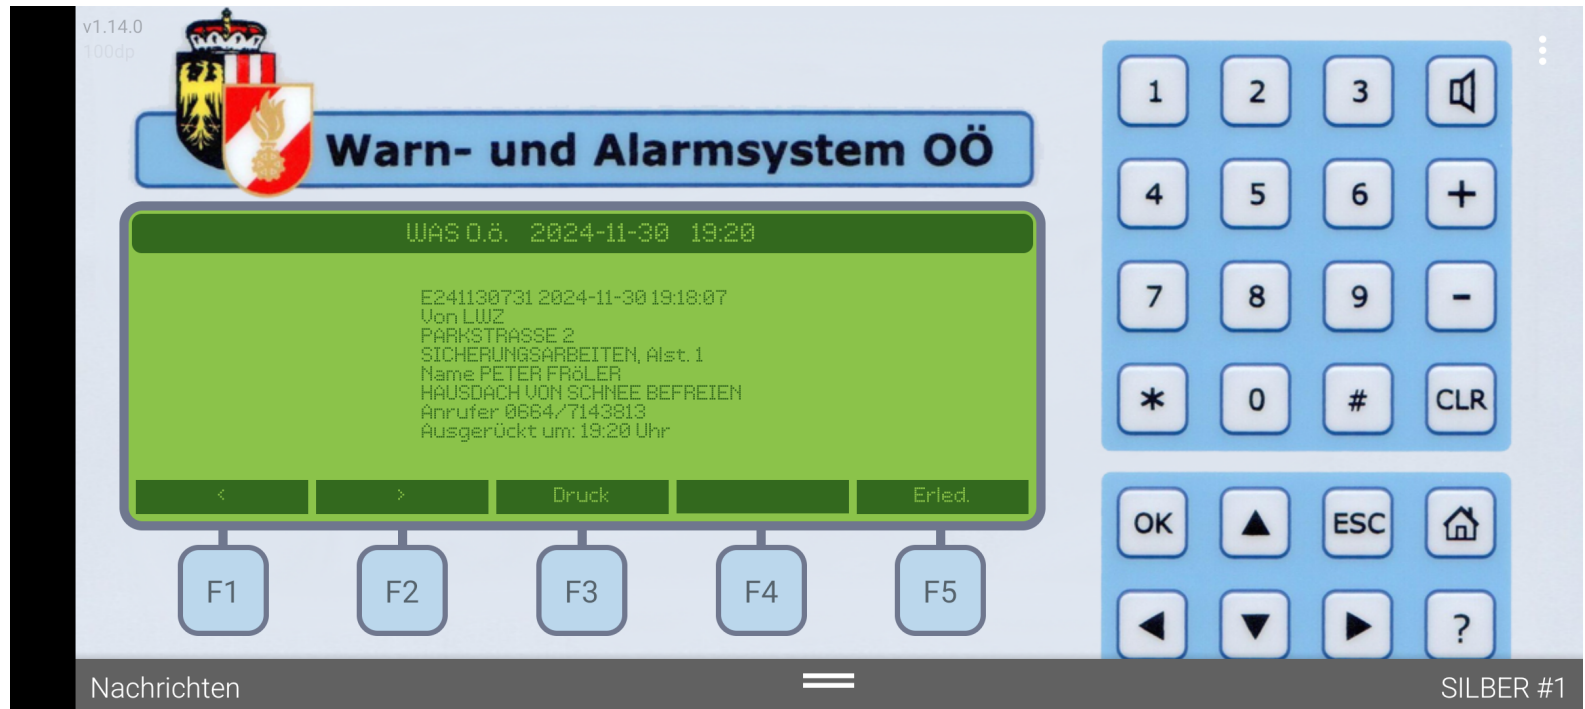 v1.14.0
100dp
Warn- und Alarmsystem OÖ
WAS O.ö. 2024-11-30 19:20
E241130731 2024-11-30 19:18:07
Von LWZ
PARKSTRASSE 2
SICHERUNGSARBEITEN, Alst. 1
Name PETER FRöLER
HAUSDACH VON SCHNEE BEFREIEN
Anrufer 0664/7143813
Ausgerückt um: 19:20 Uhr
< > Druck Erled.
F1 F2 F3 F4 F5
1 2 3
4 5 6 +
7 8 9 -
* 0 # CLR
OK ESC
?
Nachrichten SILBER #1